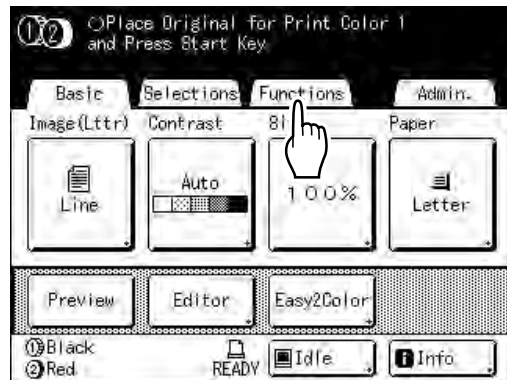 ①② ○Place Original for Print Color 1
and Press Start Key
Basic Selections Functions Admin.
Image(Lttr) Contrast Paper
Line Auto 100% Letter
Preview Editor Easy2Color
①Black
②Red READY Idle Info